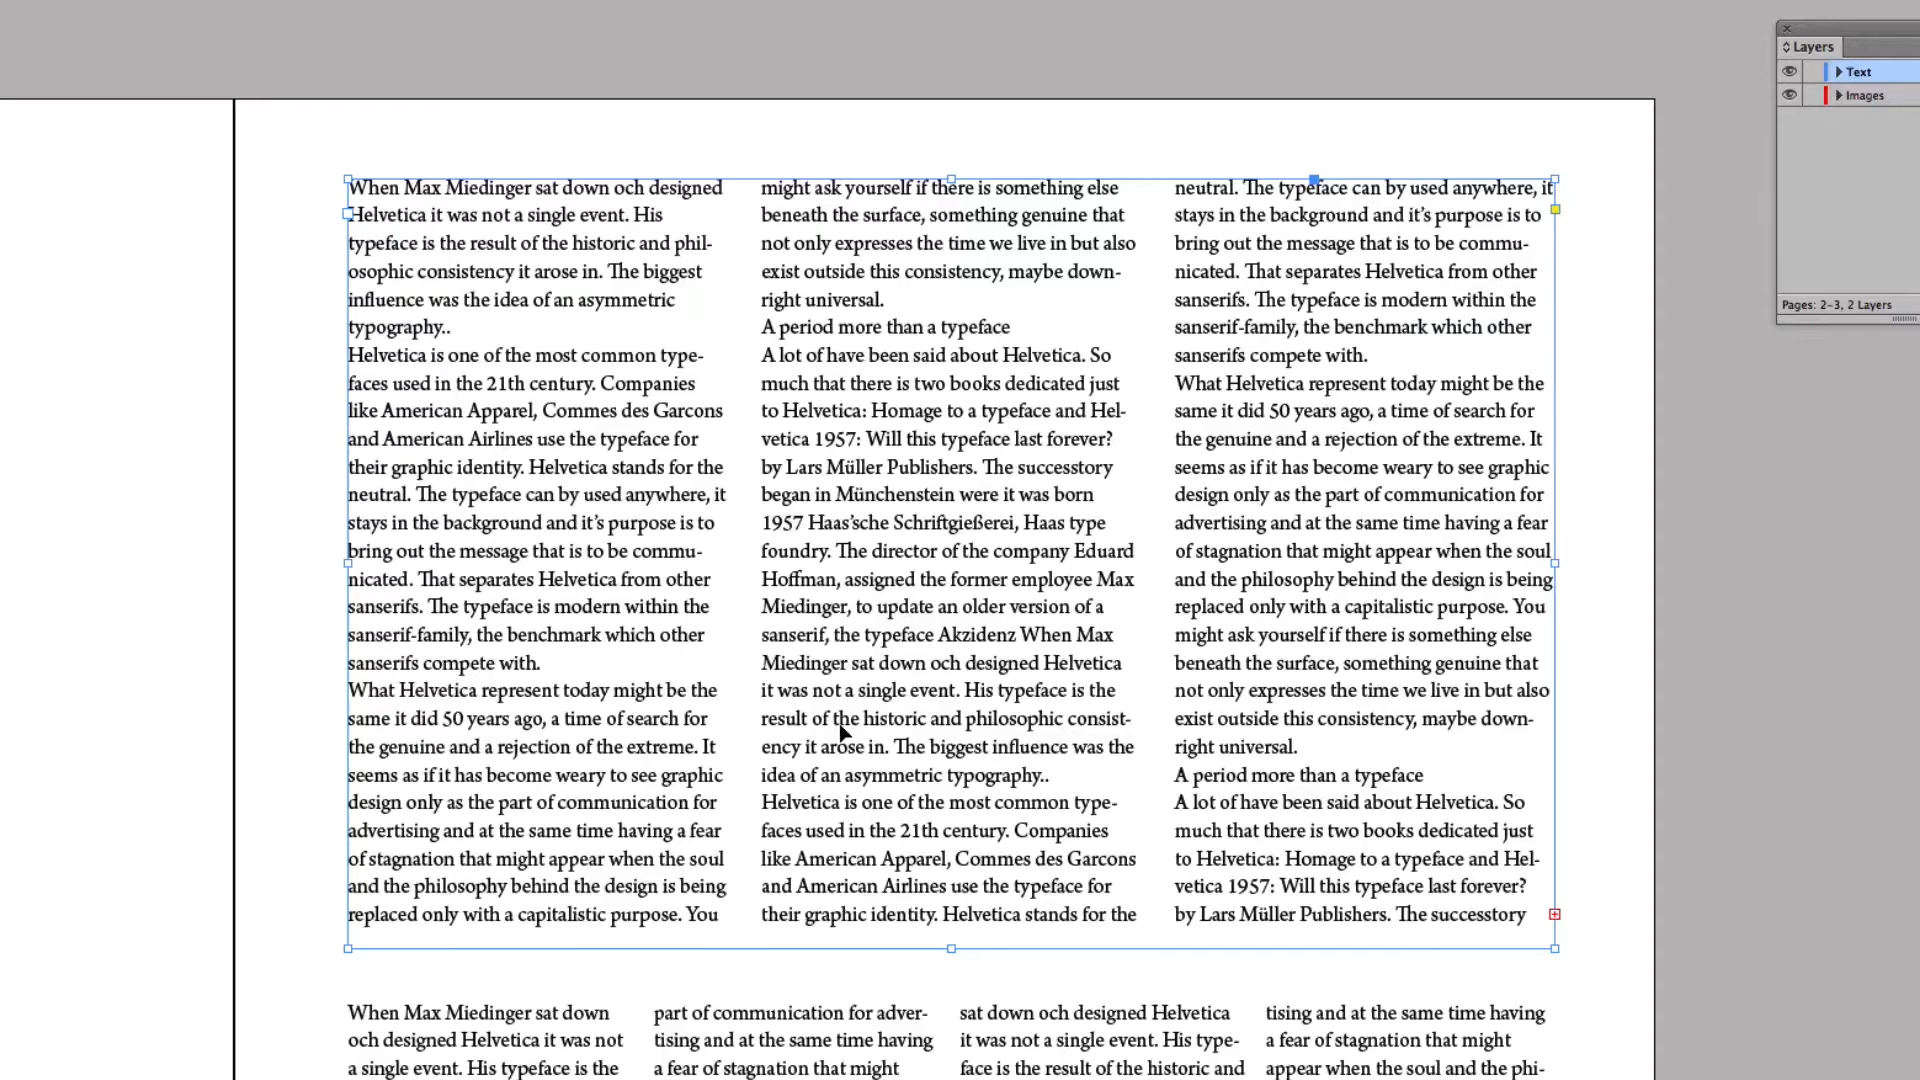 Layers
Text
Images
Pages: 2-3, 2 Layers
When Max Miedinger sat down och designed
Helvetica it was not a single event. His
typeface is the result of the historic and phil-
osophic consistency it arose in. The biggest
influence was the idea of an asymmetric
typography..
Helvetica is one of the most common type-
faces used in the 21th century. Companies
like American Apparel, Commes des Garcons
and American Airlines use the typeface for
their graphic identity. Helvetica stands for the
neutral. The typeface can by used anywhere, it
stays in the background and it's purpose is to
bring out the message that is to be commu-
nicated. That separates Helvetica from other
sanserifs. The typeface is modern within the
sanserif-family, the benchmark which other
sanserifs compete with.
What Helvetica represent today might be the
same it did 50 years ago, a time of search for
the genuine and a rejection of the extreme. It
seems as if it has become weary to see graphic
design only as the part of communication for
advertising and at the same time having a fear
of stagnation that might appear when the soul
and the philosophy behind the design is being
replaced only with a capitalistic purpose. You
might ask yourself if there is something else
beneath the surface, something genuine that
not only expresses the time we live in but also
exist outside this consistency, maybe down-
right universal.
A period more than a typeface
A lot of have been said about Helvetica. So
much that there is two books dedicated just
to Helvetica: Homage to a typeface and Hel-
vetica 1957: Will this typeface last forever?
by Lars Müller Publishers. The successtory
began in Münchenstein were it was born
1957 Haas'sche Schriftgießerei, Haas type
foundry. The director of the company Eduard
Hoffman, assigned the former employee Max
Miedinger, to update an older version of a
sanserif, the typeface Akzidenz When Max
Miedinger sat down och designed Helvetica
it was not a single event. His typeface is the
result of the historic and philosophic consist-
ency it arose in. The biggest influence was the
idea of an asymmetric typography..
Helvetica is one of the most common type-
faces used in the 21th century. Companies
like American Apparel, Commes des Garcons
and American Airlines use the typeface for
their graphic identity. Helvetica stands for the
neutral. The typeface can by used anywhere, it
stays in the background and it's purpose is to
bring out the message that is to be commu-
nicated. That separates Helvetica from other
sanserifs. The typeface is modern within the
sanserif-family, the benchmark which other
sanserifs compete with.
What Helvetica represent today might be the
same it did 50 years ago, a time of search for
the genuine and a rejection of the extreme. It
seems as if it has become weary to see graphic
design only as the part of communication for
advertising and at the same time having a fear
of stagnation that might appear when the soul
and the philosophy behind the design is being
replaced only with a capitalistic purpose. You
might ask yourself if there is something else
beneath the surface, something genuine that
not only expresses the time we live in but also
exist outside this consistency, maybe down-
right universal.
A period more than a typeface
A lot of have been said about Helvetica. So
much that there is two books dedicated just
to Helvetica: Homage to a typeface and Hel-
vetica 1957: Will this typeface last forever?
by Lars Müller Publishers. The successtory
When Max Miedinger sat down
och designed Helvetica it was not
a single event. His typeface is the
part of communication for adver-
tising and at the same time having
a fear of stagnation that might
sat down och designed Helvetica
it was not a single event. His type-
face is the result of the historic and
tising and at the same time having
a fear of stagnation that might
appear when the soul and the phi-